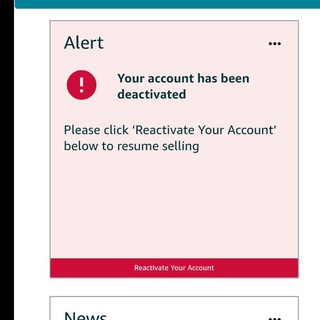 Alert
Your account has been
deactivated
Please click 'Reactivate Your Account'
below to resume selling
Reactivate Your Account
News